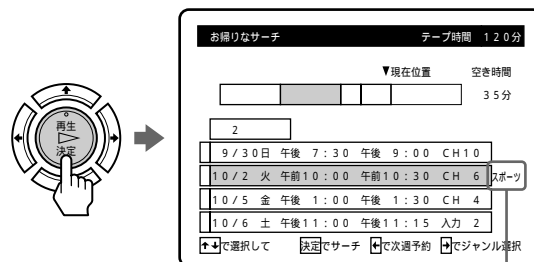 お帰りなサーチ テープ時間 120分
▼現在位置 空き時間
35分
再生
決定
2
9/30日 午後 7:30 午後 9:00 CH10
10/2 火 午前10:00 午前10:30 CH 6 スポーツ
10/5 金 午後 1:00 午後 1:30 CH 4
10/6 土 午後11:00 午後11:15 入力 2
↑↓で選択して 決定でサーチ ←で次週予約 →でジャンル選択